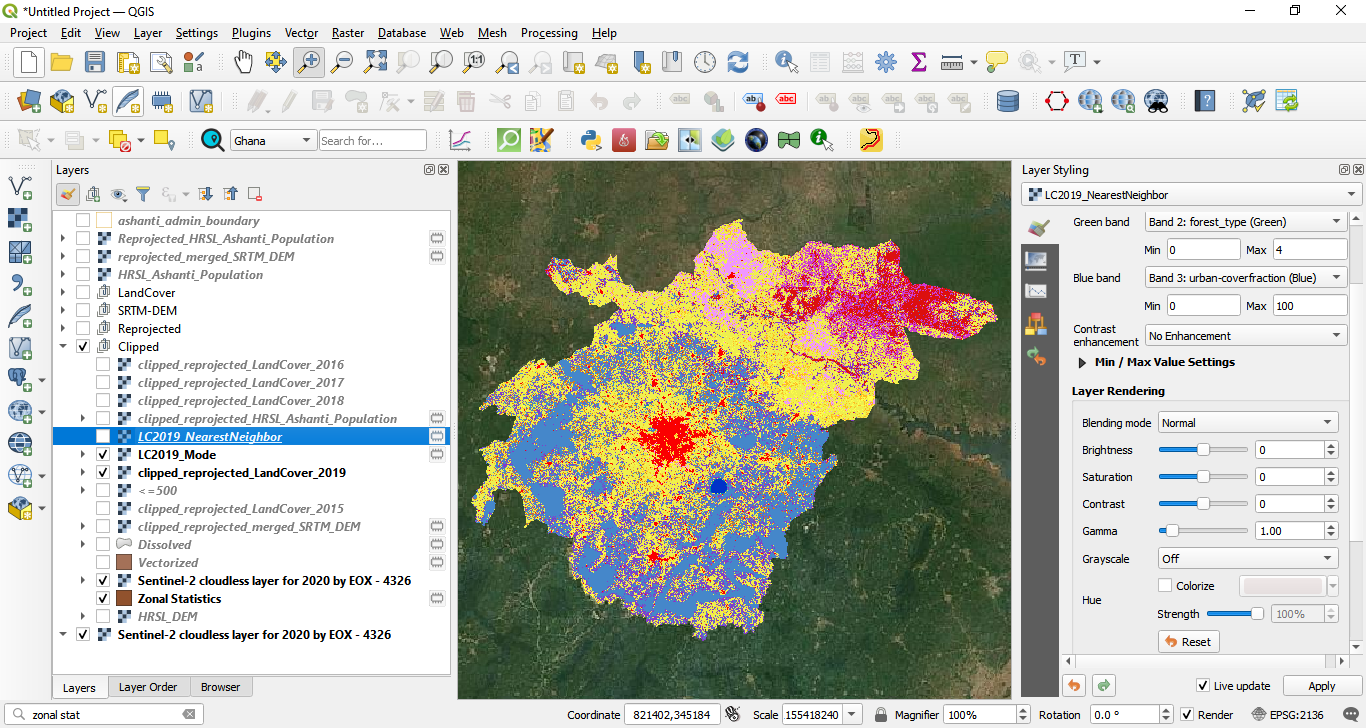 *Untitled Project — QGIS
Project Edit View Layer Settings Plugins Vector Raster Database Web Mesh Processing Help
Ghana Search for...
Layers
ashanti_admin_boundary
Reprojected_HRSL_Ashanti_Population
reprojected_merged_SRTM_DEM
HRSL_Ashanti_Population
LandCover
SRTM-DEM
Reprojected
Clipped
clipped_reprojected_LandCover_2016
clipped_reprojected_LandCover_2017
clipped_reprojected_LandCover_2018
clipped_reprojected_HRSL_Ashanti_Population
LC2019_NearestNeighbor
LC2019_Mode
clipped_reprojected_LandCover_2019
<=500
clipped_reprojected_LandCover_2015
clipped_reprojected_merged_SRTM_DEM
Dissolved
Vectorized
Sentinel-2 cloudless layer for 2020 by EOX - 4326
Zonal Statistics
HRSL_DEM
Sentinel-2 cloudless layer for 2020 by EOX - 4326
Layers Layer Order Browser
Layer Styling
LC2019_NearestNeighbor
Green band Band 2: forest_type (Green)
Min 0 Max 4
Blue band Band 3: urban-coverfraction (Blue)
Min 0 Max 100
Contrast
enhancement No Enhancement
Min / Max Value Settings
Layer Rendering
Blending mode Normal
Brightness 0
Saturation 0
Contrast 0
Gamma 1.00
Grayscale Off
Hue Colorize
Strength 100%
Reset
Live update Apply
zonal stat Coordinate 821402,345184 Scale 155418240 Magnifier 100% Rotation 0.0 ° Render EPSG:2136